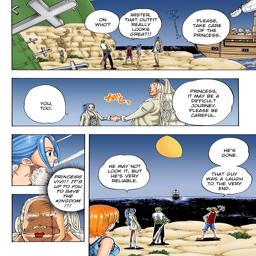 PLEASE,
TAKE CARE
OF THE
PRINCESS.
MISTER,
THAT OUTFIT
REALLY
LOOKS
GREAT!!
ON
WHO?
PRINCESS,
IT MAY BE A
DIFFICULT
JOURNEY.
PLEASE BE
CAREFUL.
YOU,
TOO.
HE'S
GONE.
THAT GUY
WAS A LAUGH
TO THE VERY
END.
HE MAY NOT
LOOK IT, BUT
HE'S VERY
RELIABLE.
PRINCESS
VIVI!! IT'S
UP TO YOU
TO SAVE
THE
KINGDOM
!!!